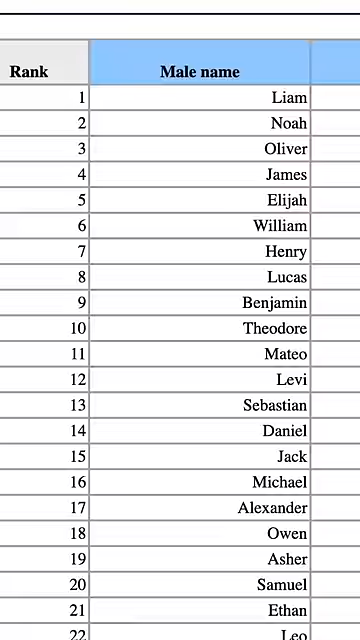 Rank Male name
1 Liam
2 Noah
3 Oliver
4 James
5 Elijah
6 William
7 Henry
8 Lucas
9 Benjamin
10 Theodore
11 Mateo
12 Levi
13 Sebastian
14 Daniel
15 Jack
16 Michael
17 Alexander
18 Owen
19 Asher
20 Samuel
21 Ethan
22 Leo